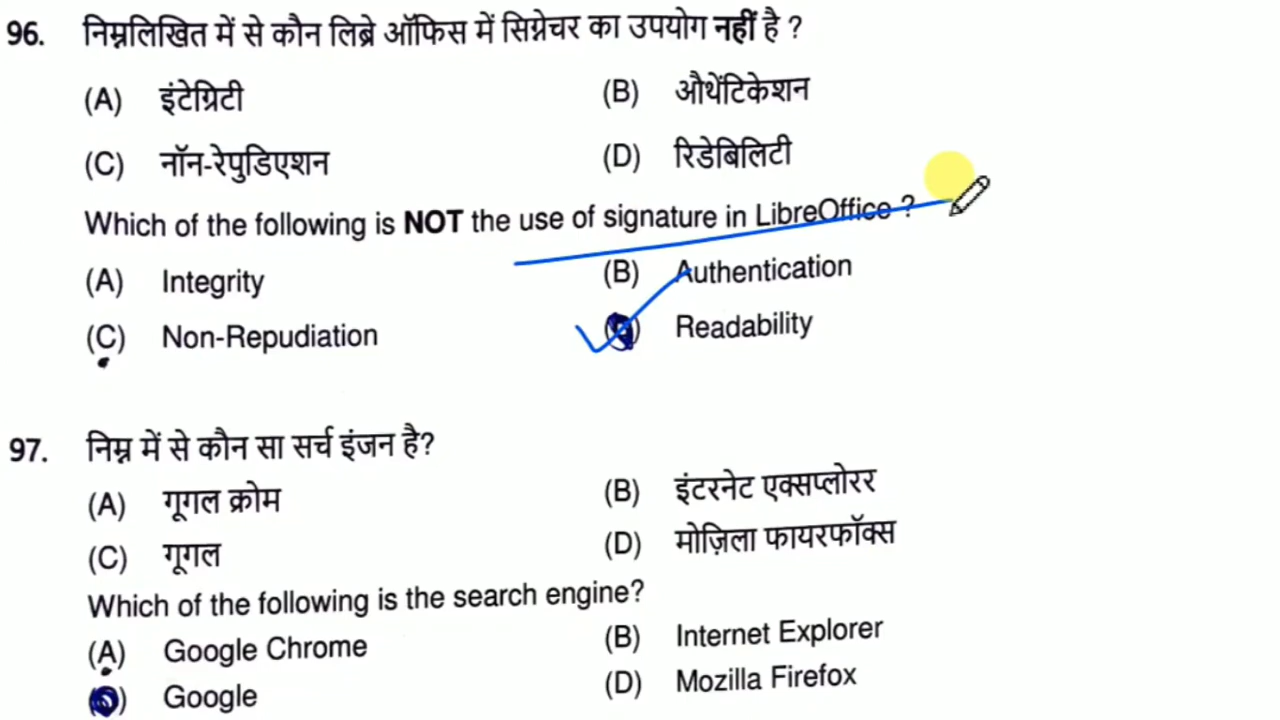 96. निम्नलिखित में से कौन लिब्रे ऑफिस में सिग्नेचर का उपयोग नहीं है ?
(A) इंटेग्रिटी (B) औथेंटिकेशन
(C) नॉन-रेपुडिएशन (D) रिडेबिलिटी
Which of the following is NOT the use of signature in LibreOffice ?
(A) Integrity (B) Authentication
(C) Non-Repudiation Readability
97. निम्न में से कौन सा सर्च इंजन है?
(A) गूगल क्रोम (B) इंटरनेट एक्सप्लोरर
(C) गूगल (D) मोज़िला फायरफॉक्स
Which of the following is the search engine?
(A) Google Chrome (B) Internet Explorer
Google (D) Mozilla Firefox